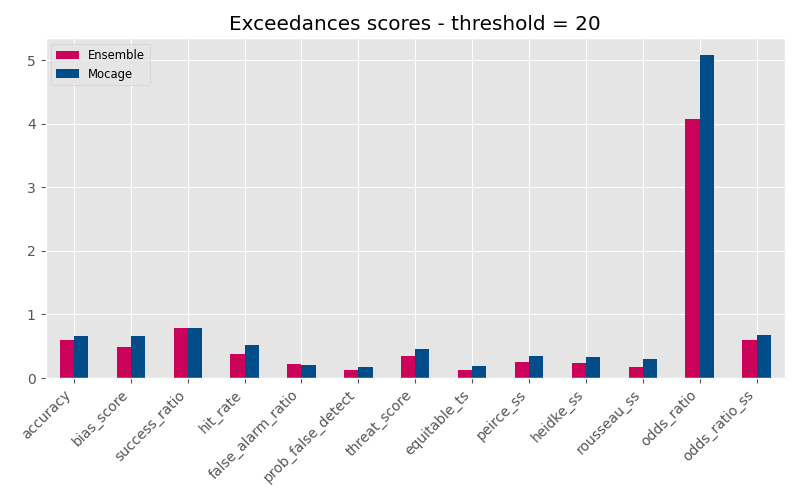 Exceedances scores - threshold = 20
Ensemble
Mocage
5
4
3
2
1
0
accuracy
bias_score
success_ratio
hit_rate
false_alarm_ratio
prob_false_detect
threat_score
equitable_ts
peirce_ss
heidke_ss
rousseau_ss
odds_ratio
odds_ratio_ss